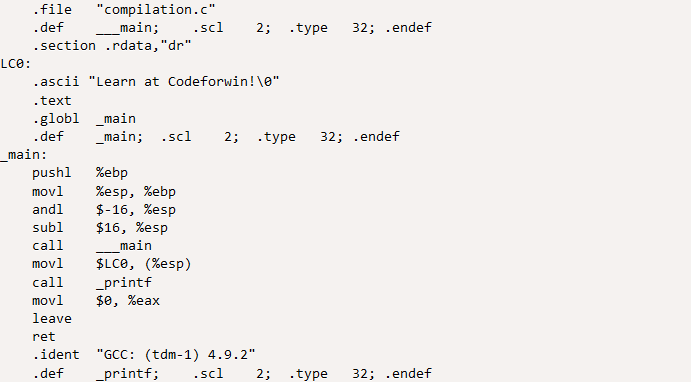 .file "compilation.c"
.def ___main; .scl 2; .type 32; .endef
.section .rdata,"dr"
LC0:
.ascii "Learn at Codeforwin!\0"
.text
.globl _main
.def _main; .scl 2; .type 32; .endef
_main:
pushl %ebp
movl %esp, %ebp
andl $-16, %esp
subl $16, %esp
call ___main
movl $LC0, (%esp)
call _printf
movl $0, %eax
leave
ret
.ident "GCC: (tdm-1) 4.9.2"
.def _printf; .scl 2; .type 32; .endef